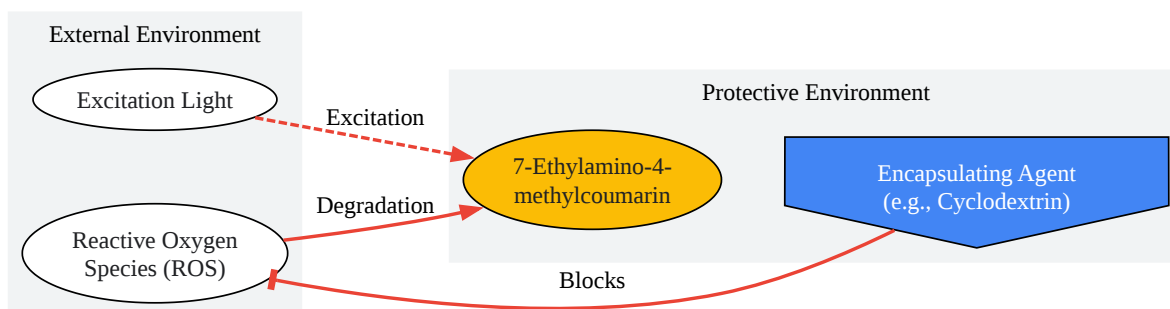 External Environment
Excitation Light
Excitation
Protective Environment
7-Ethylamino-4-
methylcoumarin
Encapsulating Agent
(e.g., Cyclodextrin)
Degradation
Reactive Oxygen
Species (ROS)
Blocks